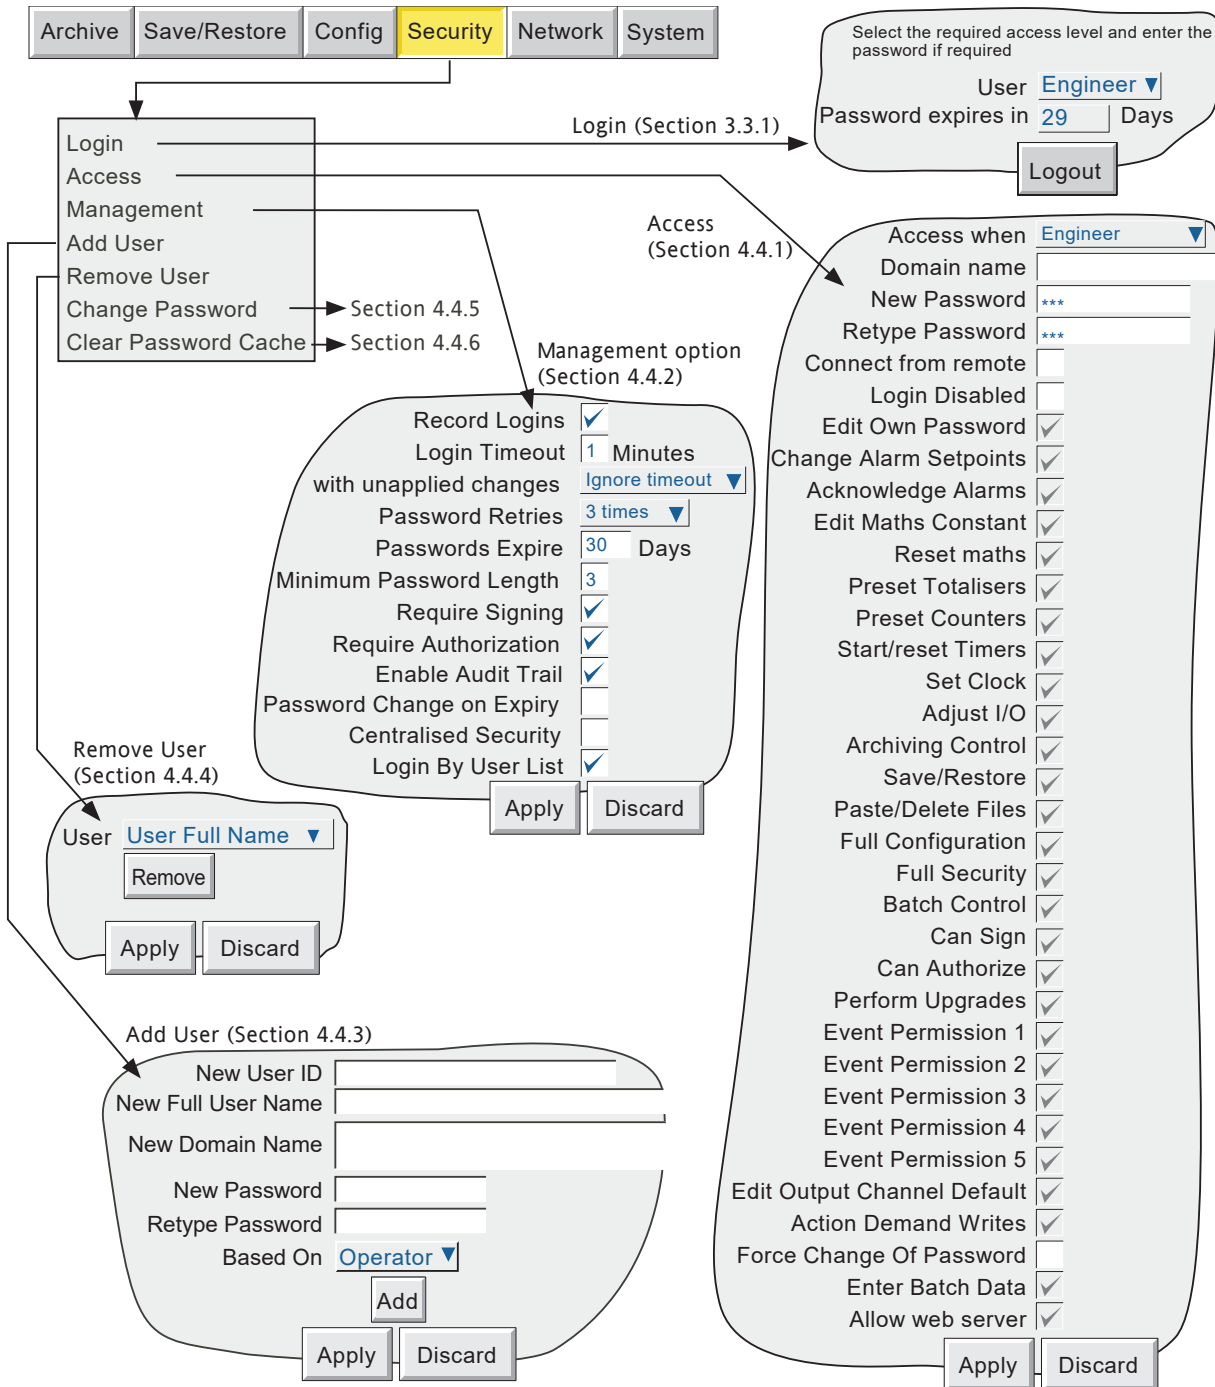 Archive Save/Restore Config Security Network System
Select the required access level and enter the
password if required
User Engineer
Password expires in 29 Days
Logout
Login (Section 3.3.1)
Login
Access
Management
Add User
Remove User
Change Password Section 4.4.5
Clear Password Cache Section 4.4.6
Access
(Section 4.4.1)
Access when Engineer
Domain name
New Password ***
Retype Password ***
Connect from remote
Login Disabled
Edit Own Password
Change Alarm Setpoints
Acknowledge Alarms
Edit Maths Constant
Reset maths
Preset Totalisers
Preset Counters
Start/reset Timers
Set Clock
Adjust I/O
Archiving Control
Save/Restore
Paste/Delete Files
Full Configuration
Full Security
Batch Control
Can Sign
Can Authorize
Perform Upgrades
Event Permission 1
Event Permission 2
Event Permission 3
Event Permission 4
Event Permission 5
Edit Output Channel Default
Action Demand Writes
Force Change Of Password
Enter Batch Data
Allow web server
Apply Discard
Management option
(Section 4.4.2)
Record Logins
Login Timeout 1 Minutes
with unapplied changes Ignore timeout
Password Retries 3 times
Passwords Expire 30 Days
Minimum Password Length 3
Require Signing
Require Authorization
Enable Audit Trail
Password Change on Expiry
Centralised Security
Login By User List
Apply Discard
Remove User
(Section 4.4.4)
User User Full Name
Remove
Apply Discard
Add User (Section 4.4.3)
New User ID
New Full User Name
New Domain Name
New Password
Retype Password
Based On Operator
Add
Apply Discard